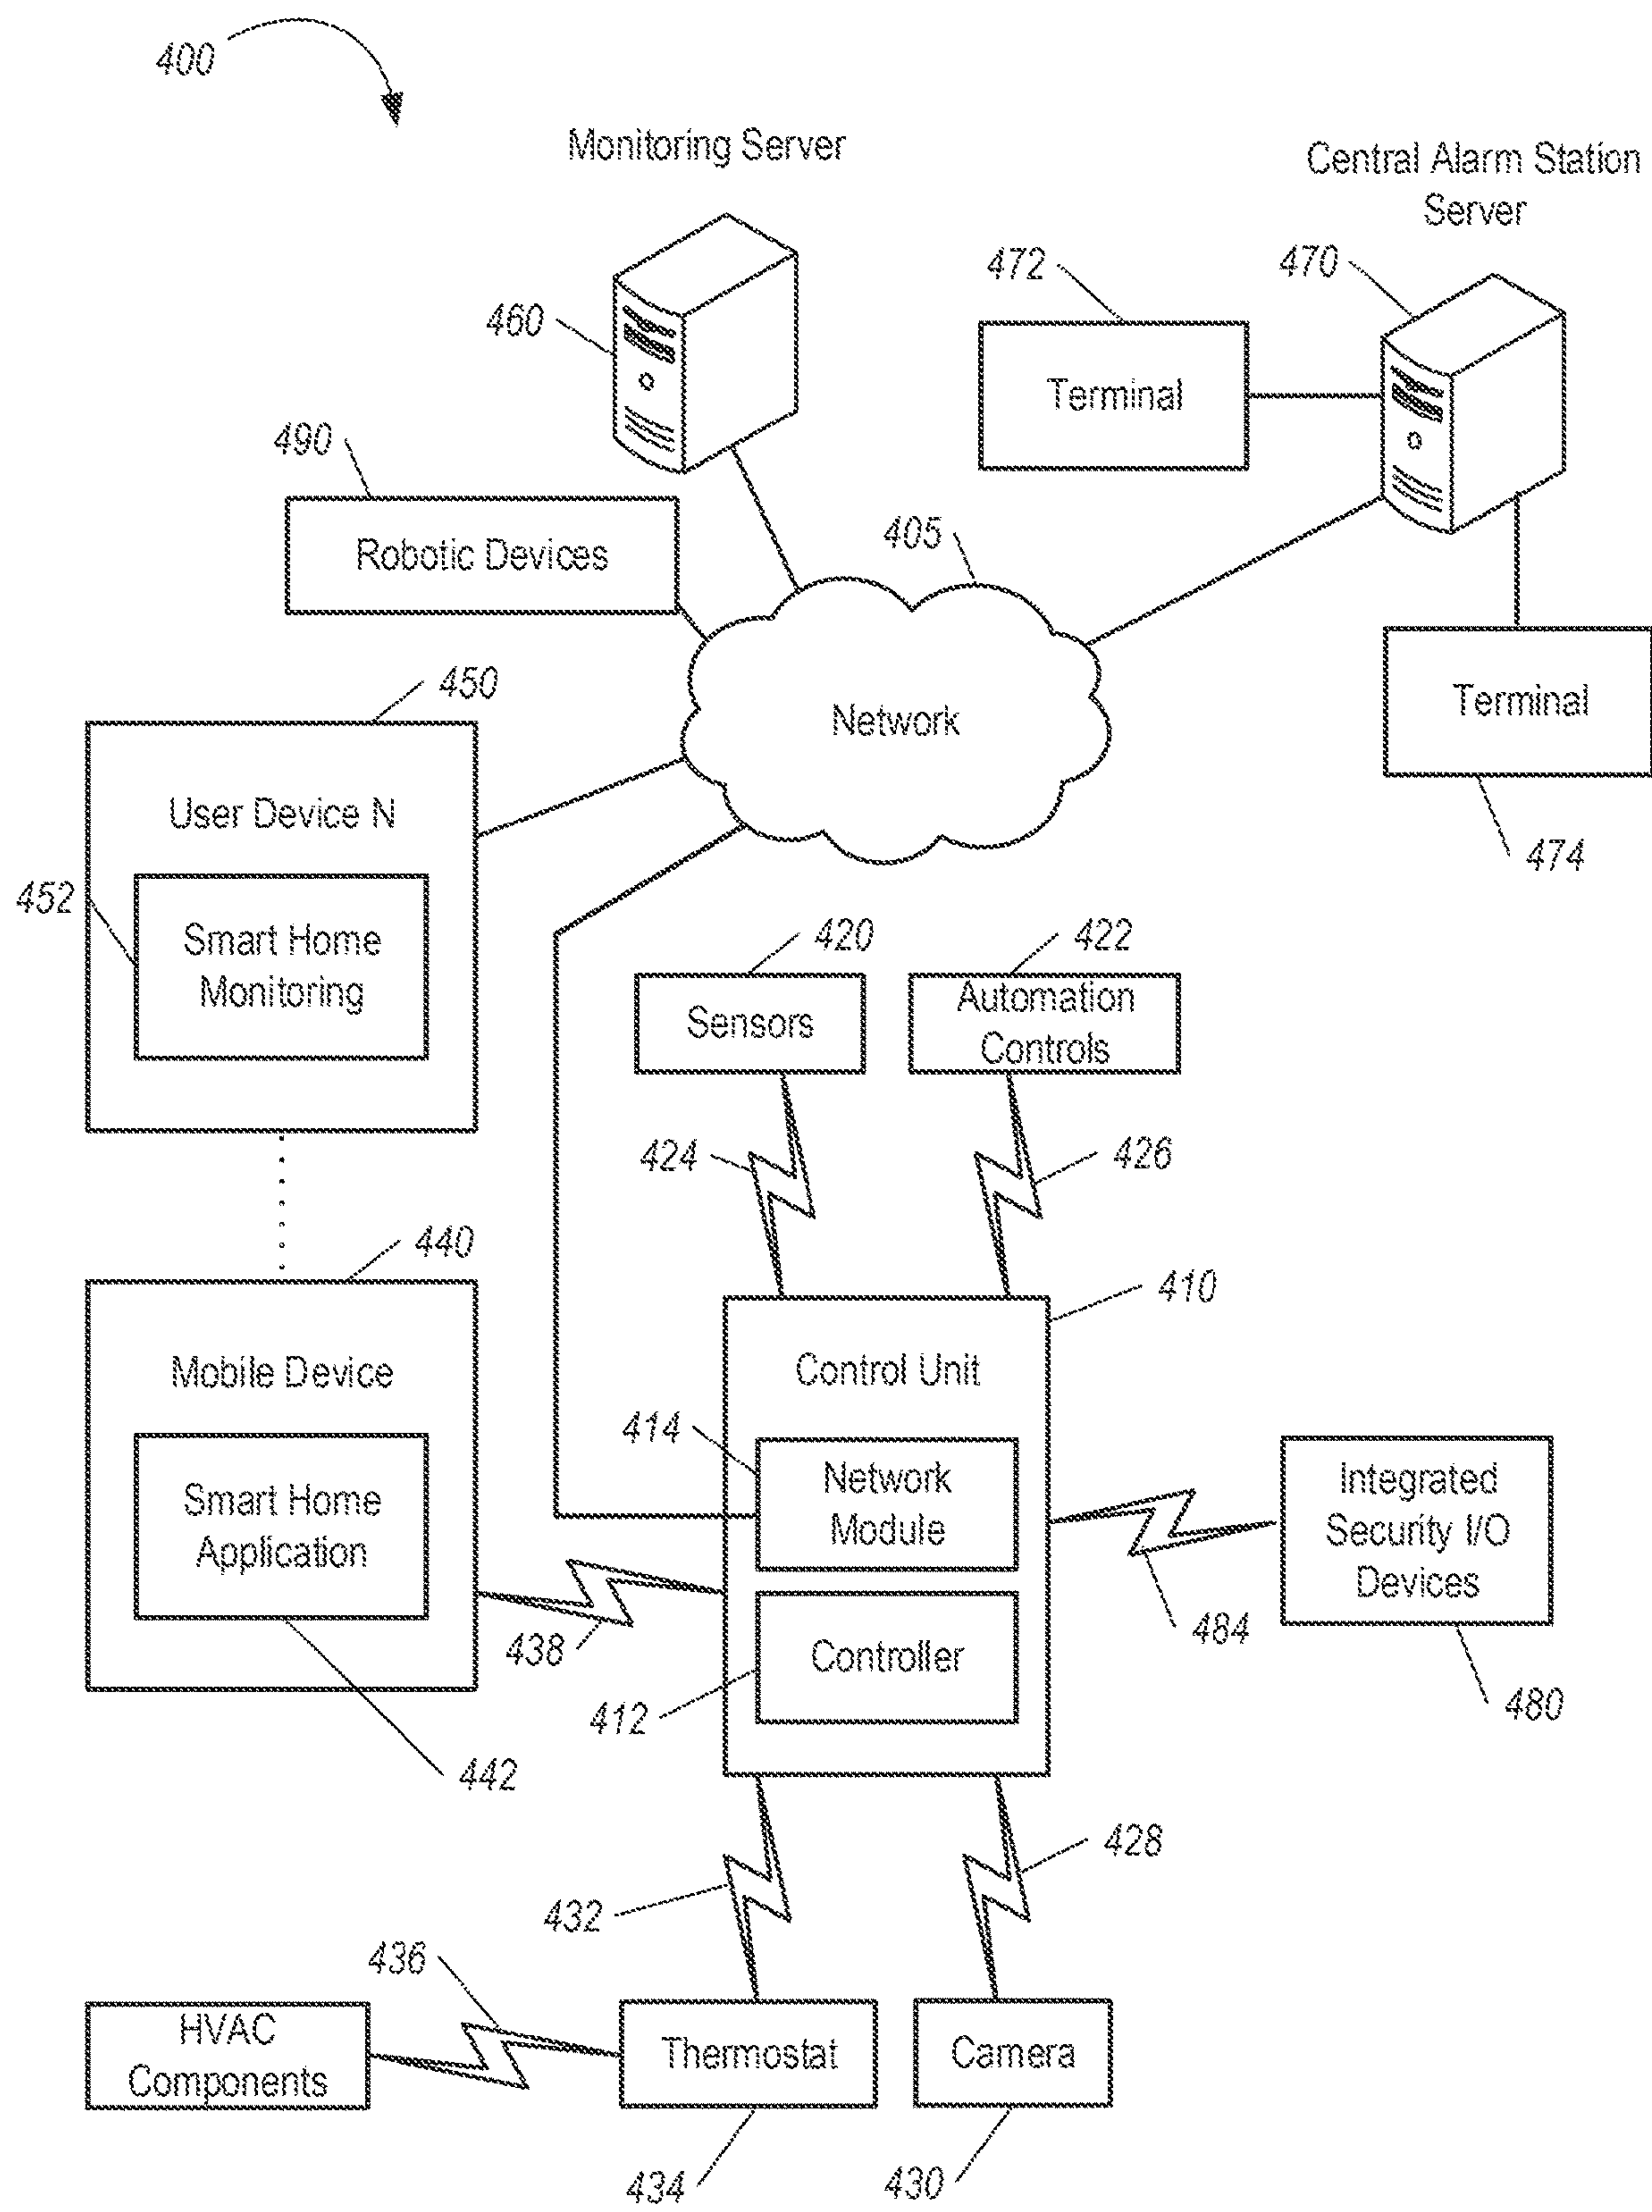 400
Monitoring Server
Central Alarm Station
Server
472
470
460
Terminal
490
405
Robotic Devices
450
Network
Terminal
User Device N
474
452
Smart Home
Monitoring
420
422
Sensors
Automation
Controls
424
426
440
410
Mobile Device
Control Unit
414
Network
Module
Integrated
Security I/O
Devices
Smart Home
Application
438
484
Controller
412
480
442
428
432
436
HVAC
Components
Thermostat
Camera
434
430